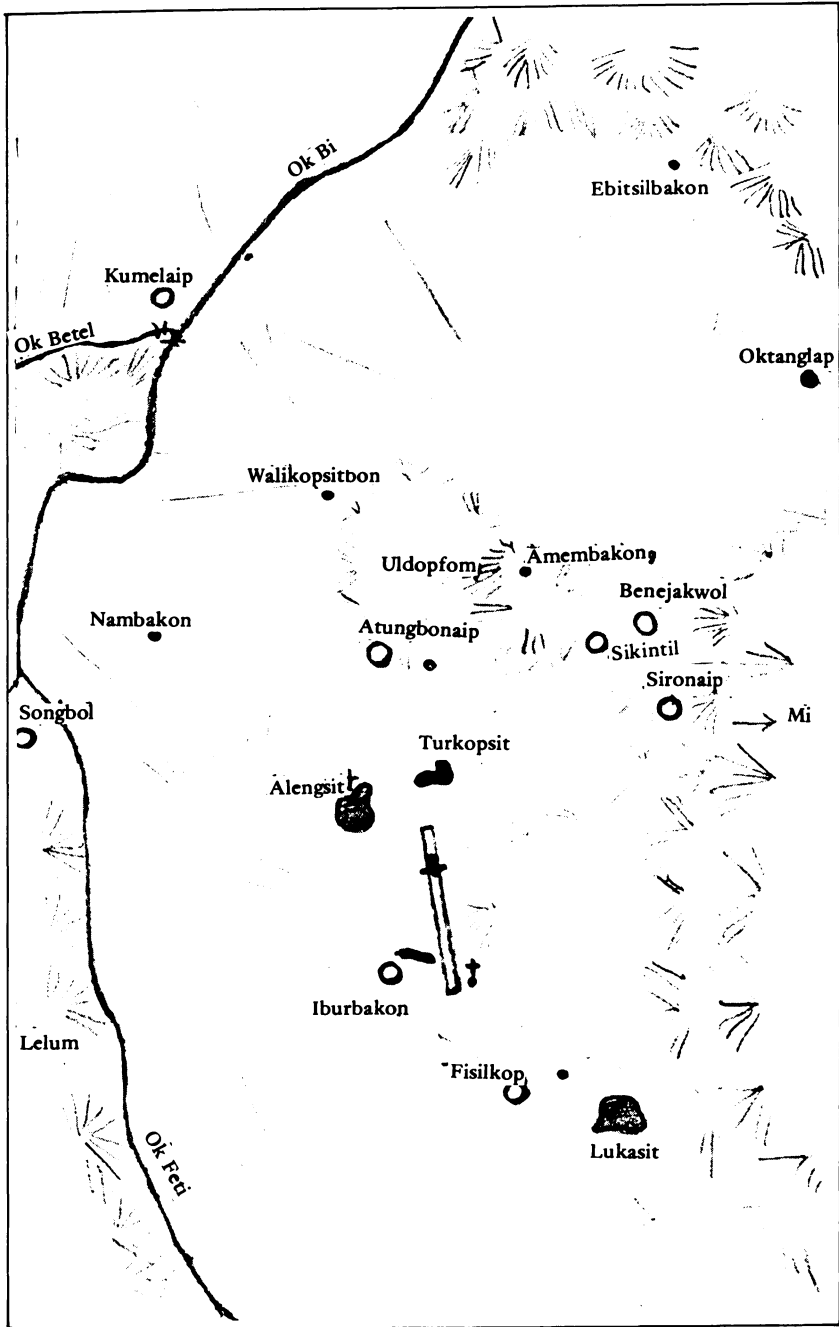 Ok Bi
Ebitsilbakon
Kumelaip
Ok Betel
Oktanglap
Walikopsitbon
Uldopfom
Amembakon
Benejakwol
Nambakon
Atungbonaip
Sikintil
Sironaip
Songbol
Mi
Turkopsit
Alengsit
Iburbakon
Lelum
Fisilkop
Ok Feti
Lukasit